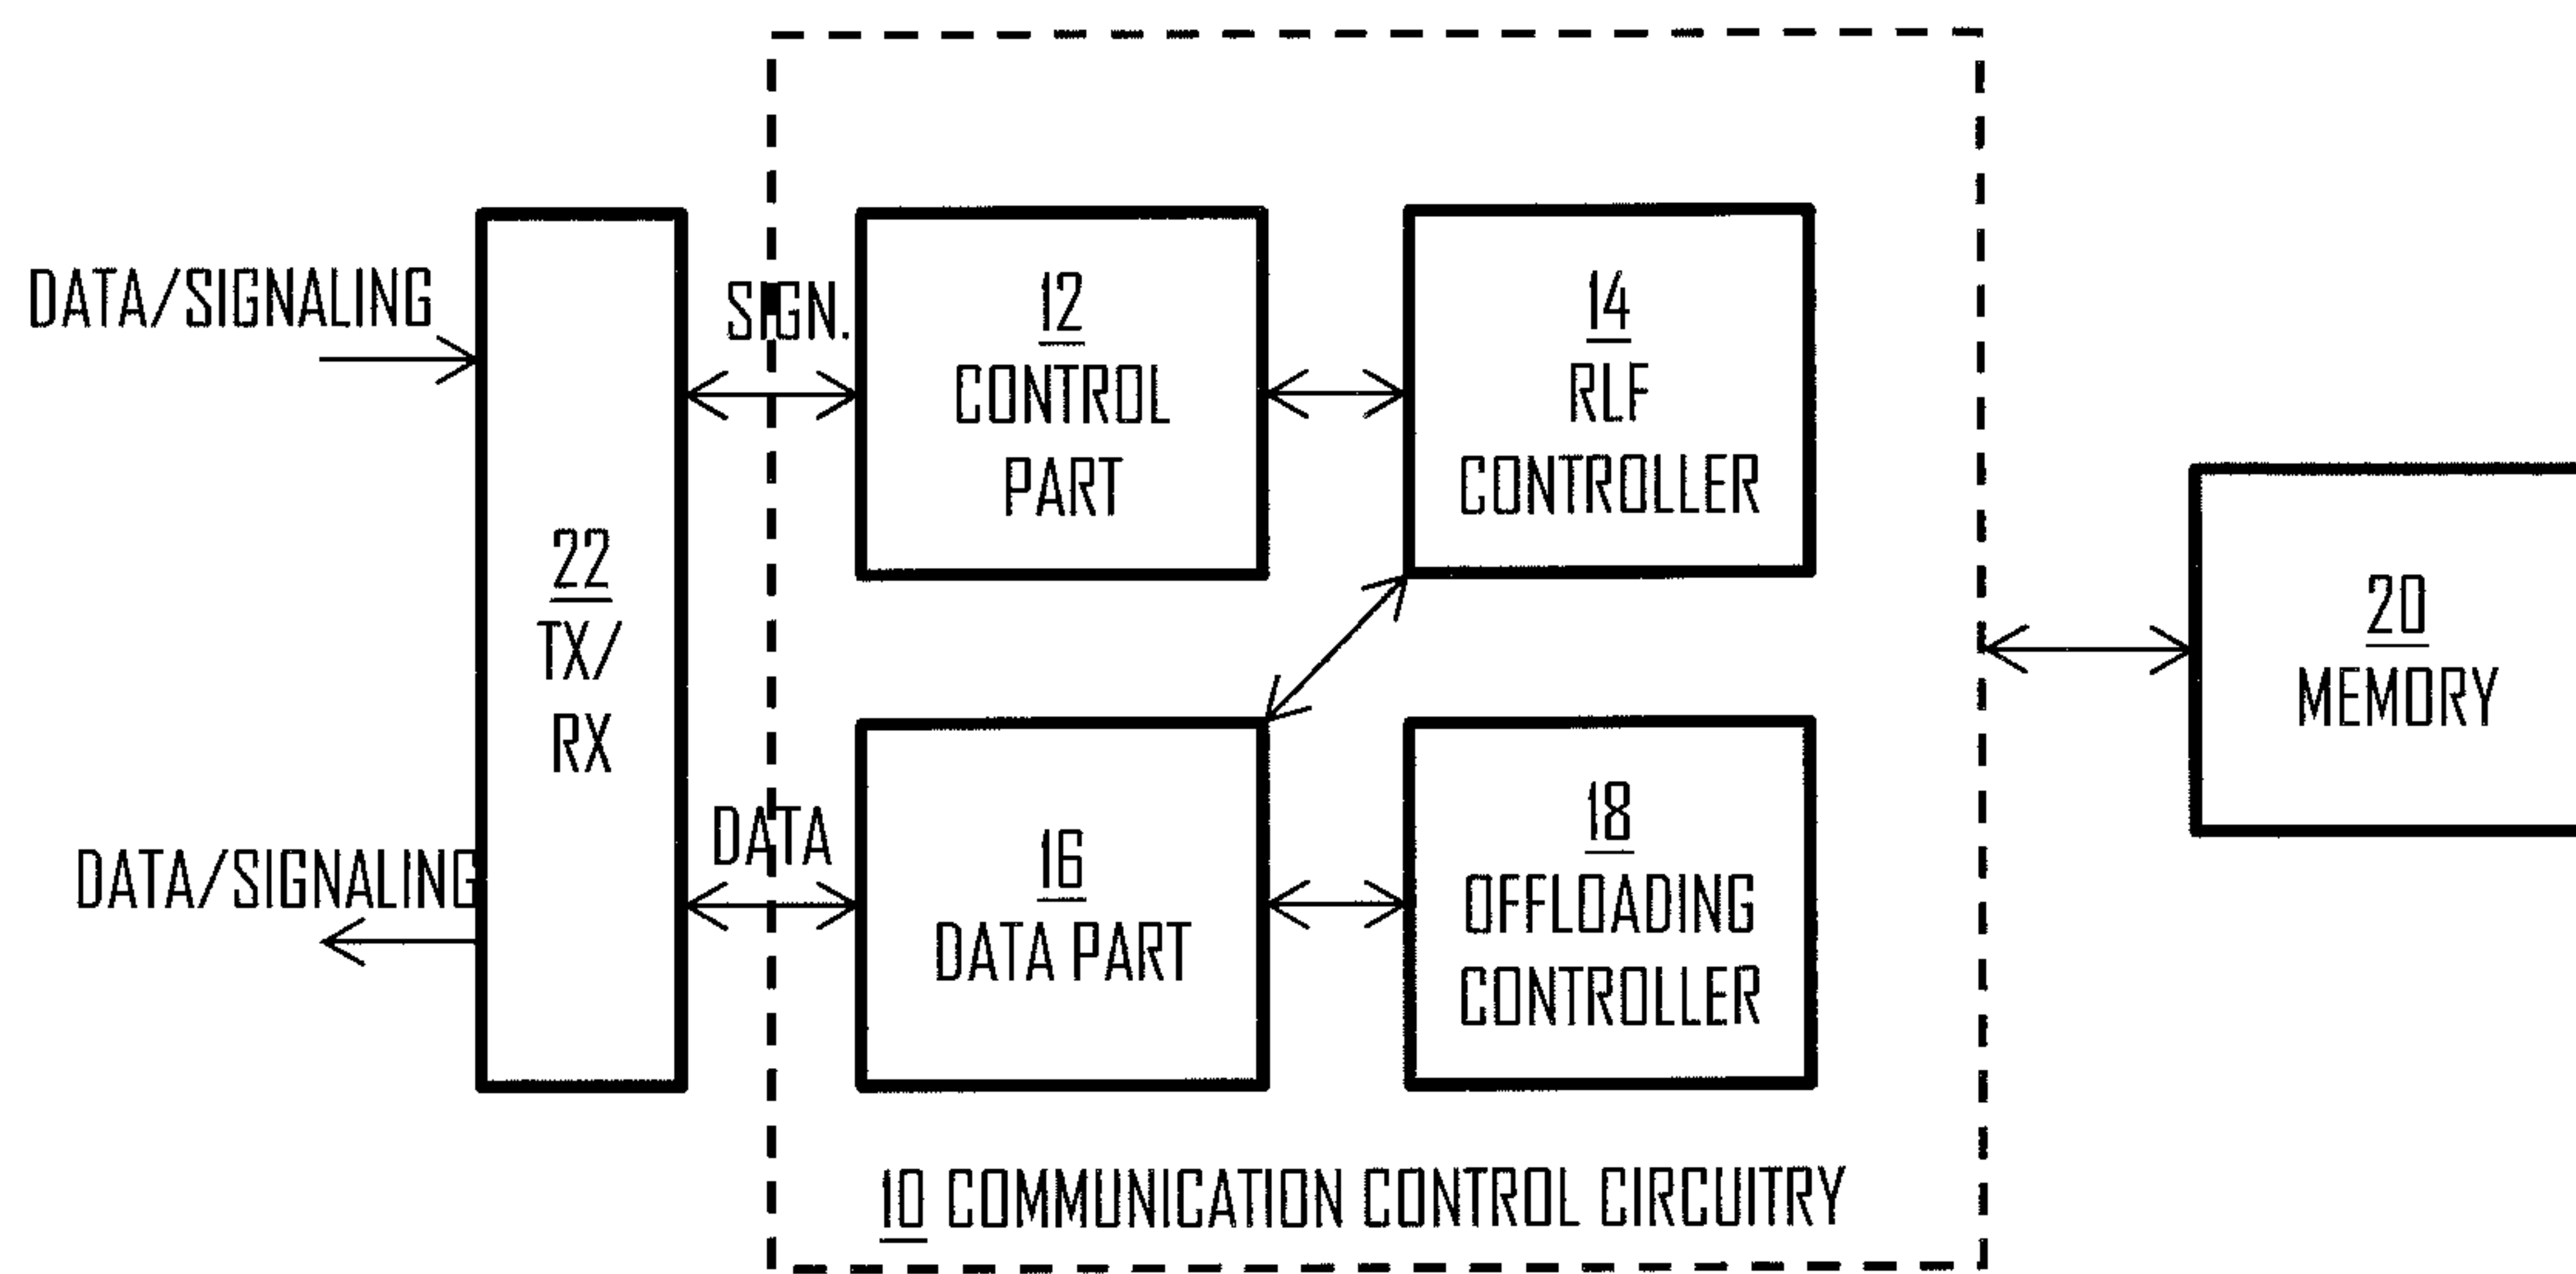 DATA/SIGNALING
SIGN.
12
CONTROL
PART
14
RLF
CONTROLLER
22
TX/
RX
20
MEMORY
DATA/SIGNALING
DATA
16
DATA PART
18
OFFLOADING
CONTROLLER
10 COMMUNICATION CONTROL CIRCUITRY